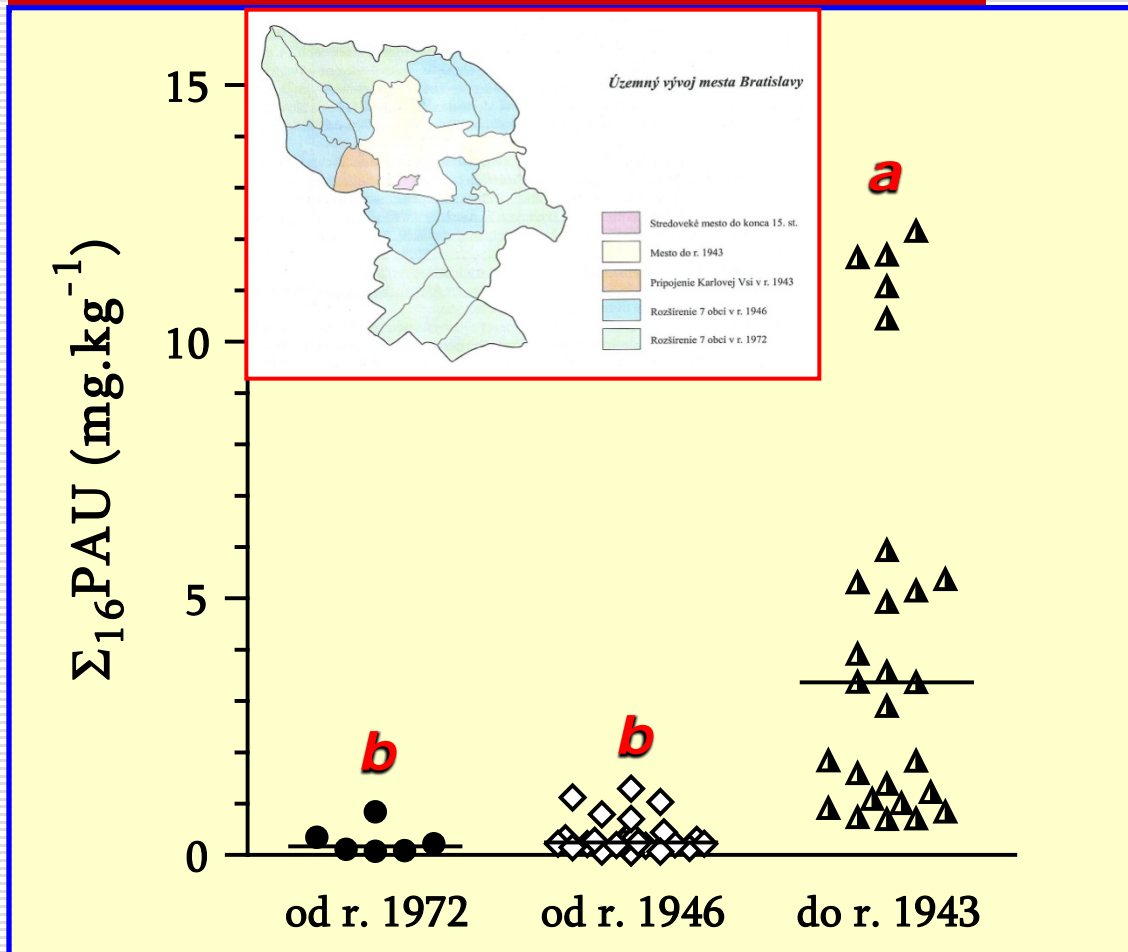 Územný vývoj mesta Bratislavy
Stredoveké mesto do konca 15. st.
Mesto do r. 1943
Pripojenie Karlovej Vsi v r. 1943
Rozšírenie 7 obcí v r. 1946
Rozšírenie 7 obcí v r. 1972
Σ₁₆PAU (mg.kg⁻¹)
15
10
5
0
b
b
a
od r. 1972
od r. 1946
do r. 1943